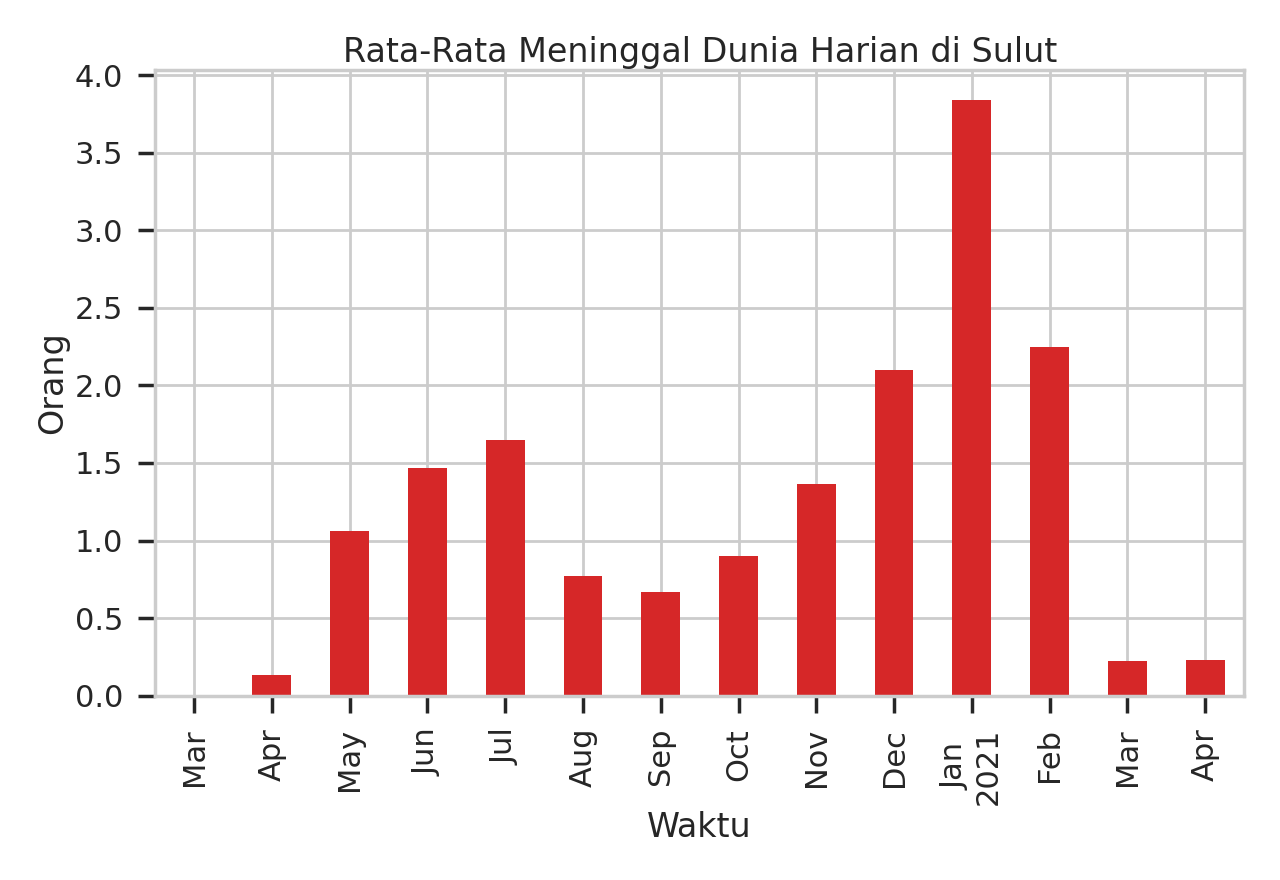 Rata-Rata Meninggal Dunia Harian di Sulut
4.0
3.5
3.0
2.5
2.0
1.5
1.0
0.5
0.0
Orang
Mar
Apr
May
Jun
Jul
Aug
Sep
Oct
Nov
Dec
Jan
2021
Feb
Mar
Apr
Waktu